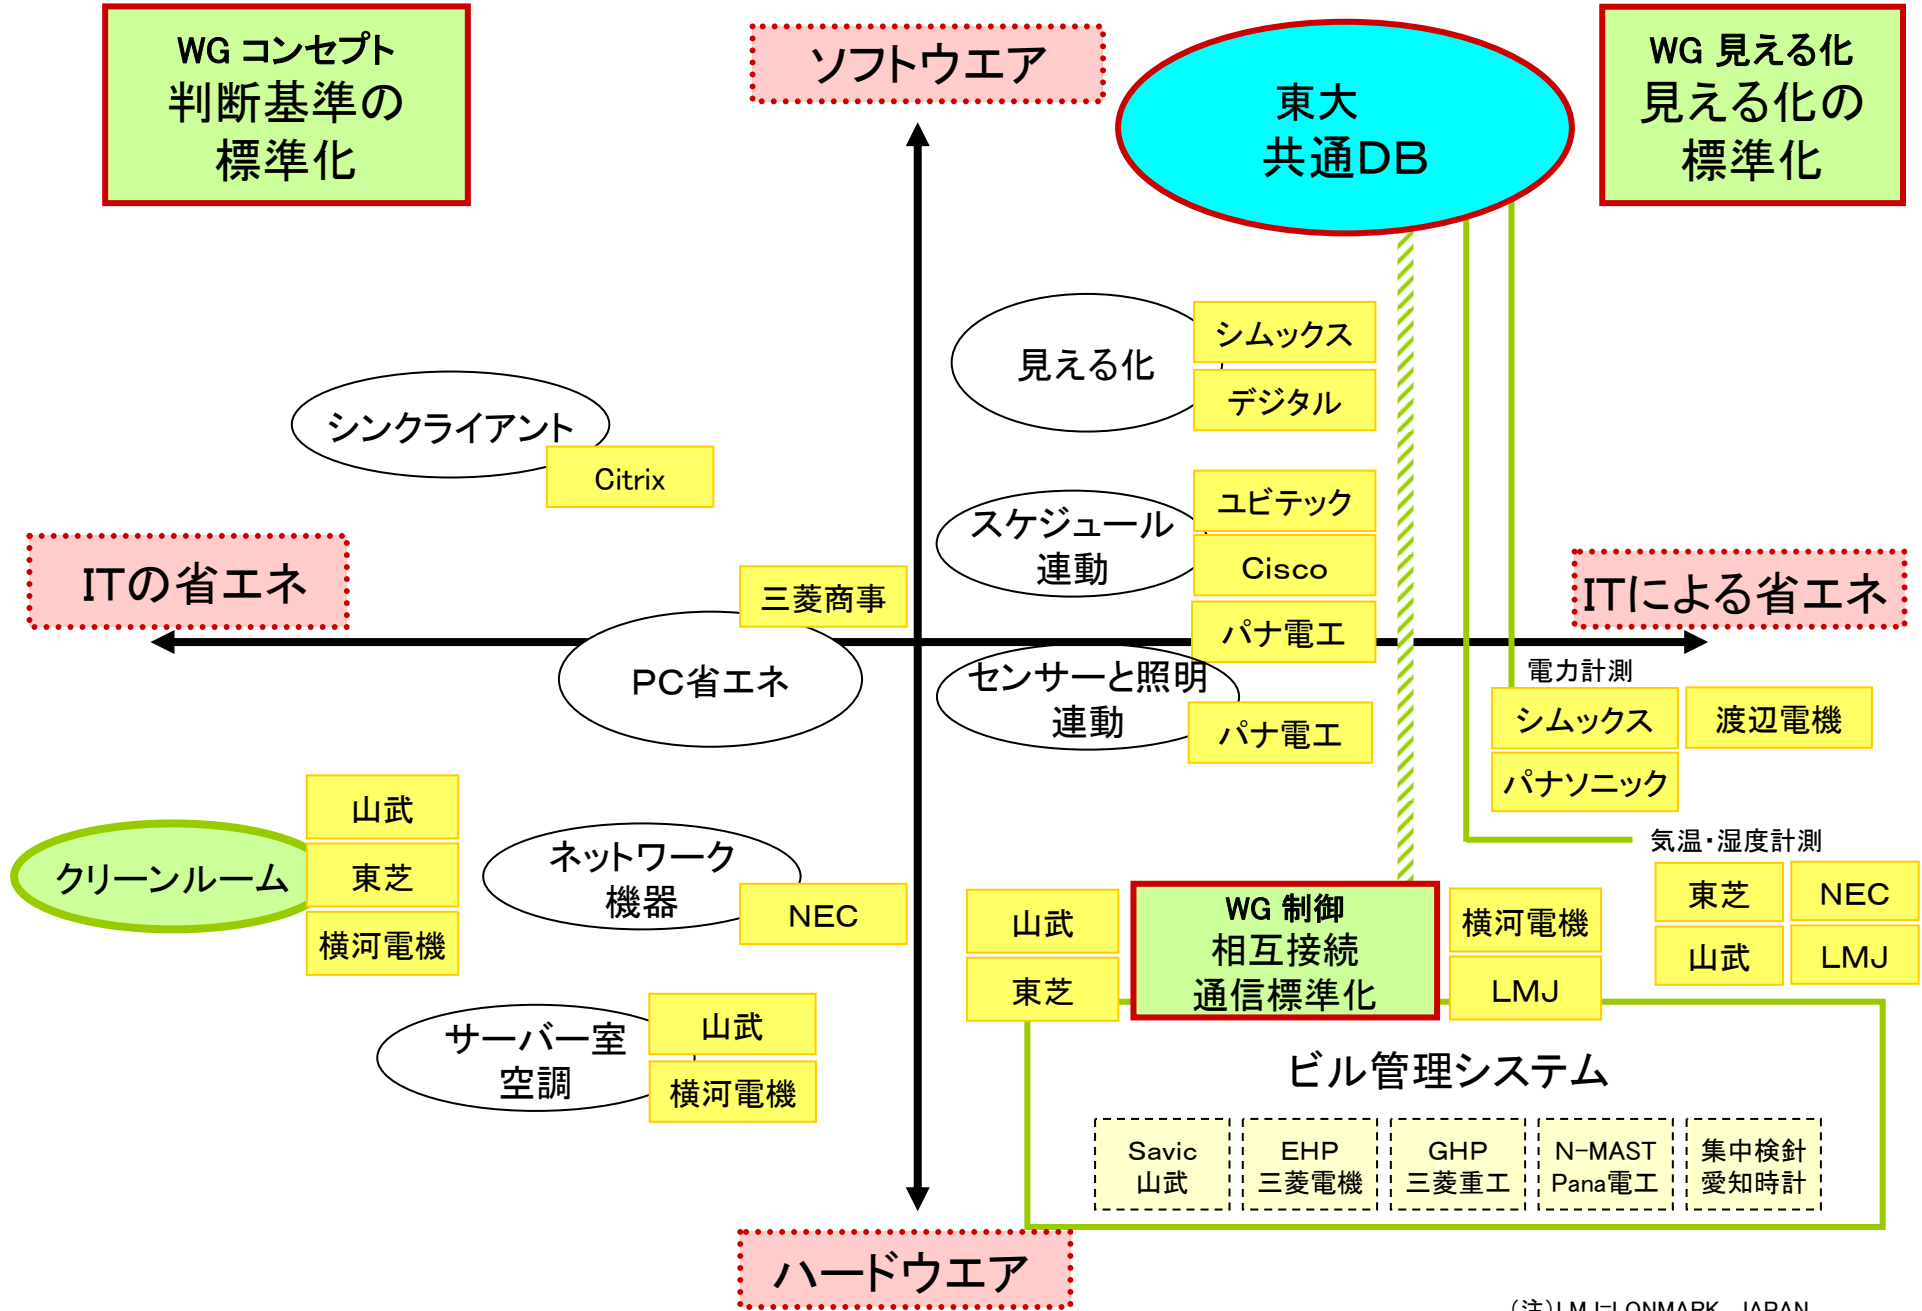 WG コンセプト
判断基準の
標準化
ソフトウエア
東大
共通DB
WG 見える化
見える化の
標準化
見える化
シムックス
デジタル
シンクライアント
Citrix
スケジュール
連動
ユビテック
Cisco
パナ電工
ITの省エネ
ITによる省エネ
三菱商事
PC省エネ
センサーと照明
連動
パナ電工
電力計測
シムックス
渡辺電機
パナソニック
気温・湿度計測
東芝
NEC
山武
LMJ
クリーンルーム
山武
東芝
横河電機
ネットワーク
機器
NEC
サーバー室
空調
山武
横河電機
山武
東芝
WG 制御
相互接続
通信標準化
横河電機
LMJ
ビル管理システム
Savic
山武
EHP
三菱電機
GHP
三菱重工
N-MAST
Pana電工
集中検針
愛知時計
ハードウエア
(注)LMJ=LONMARK JAPAN